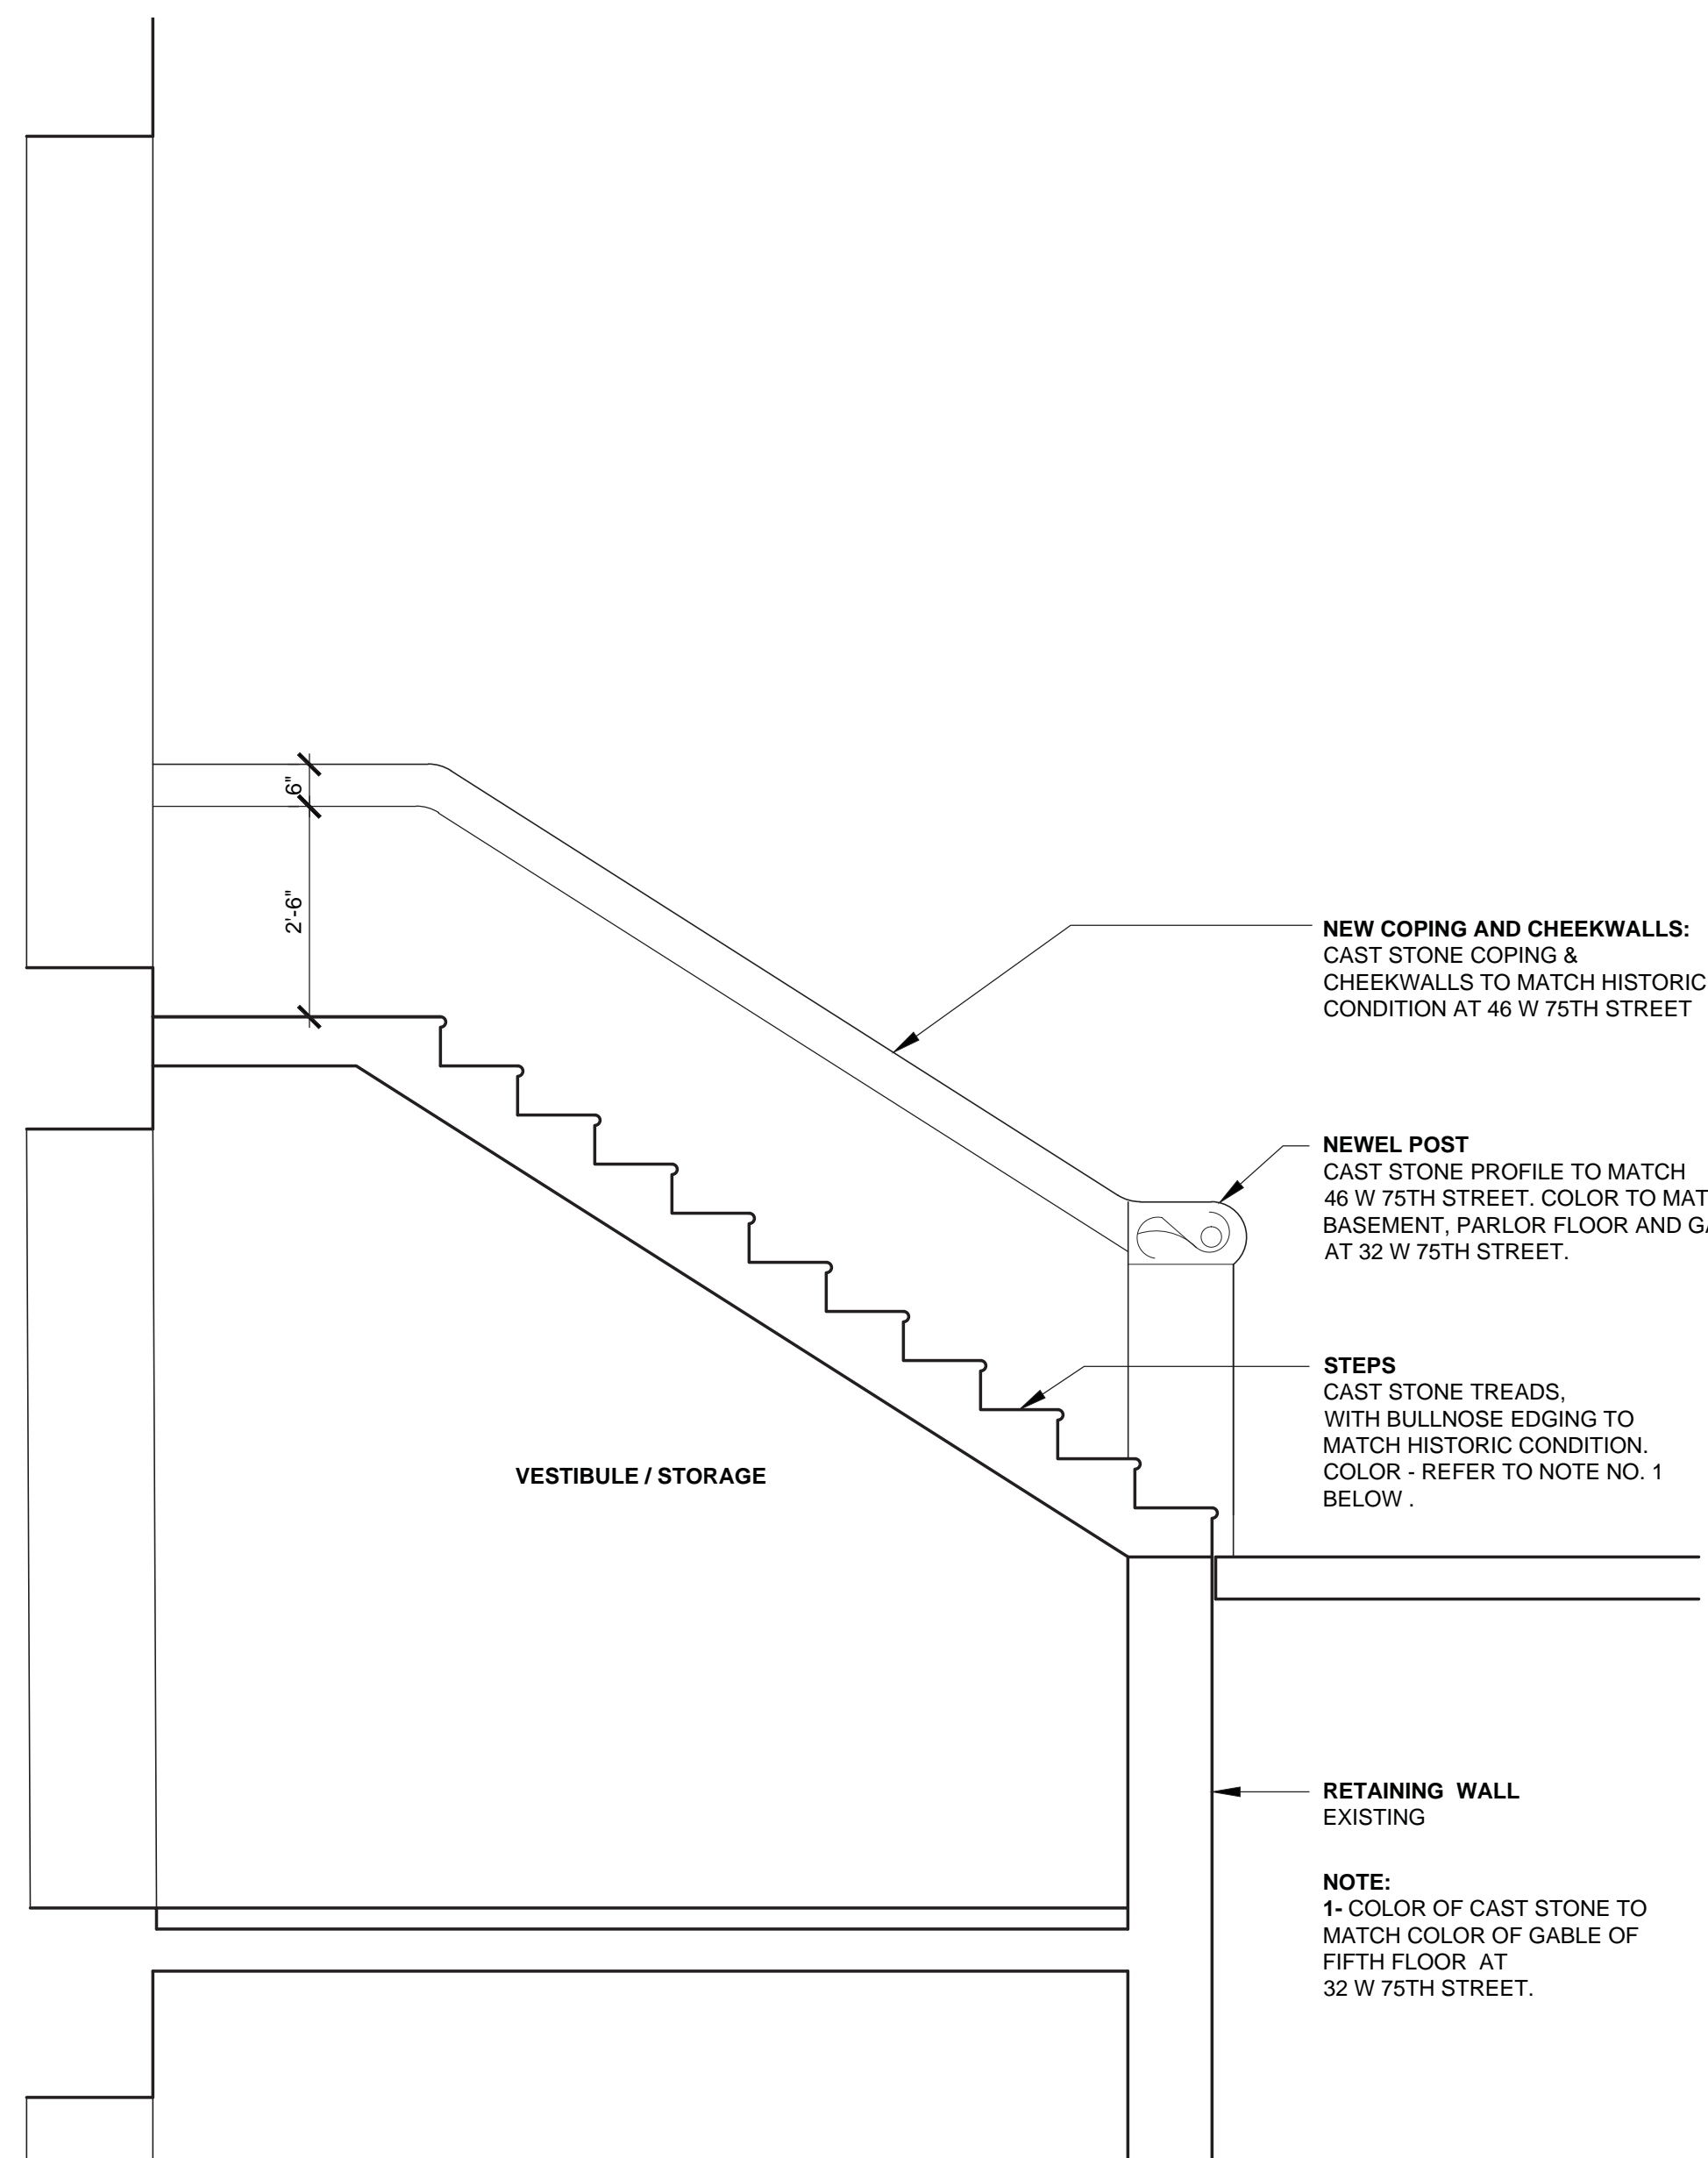 6"
2'-6"
NEW COPING AND CHEEKWALLS:
CAST STONE COPING &
CHEEKWALLS TO MATCH HISTORIC
CONDITION AT 46 W 75TH STREET
NEWEL POST
CAST STONE PROFILE TO MATCH
46 W 75TH STREET. COLOR TO MAT
BASEMENT, PARLOR FLOOR AND GA
AT 32 W 75TH STREET.
STEPS
CAST STONE TREADS,
WITH BULLNOSE EDGING TO
MATCH HISTORIC CONDITION.
COLOR - REFER TO NOTE NO. 1
BELOW .
VESTIBULE / STORAGE
RETAINING WALL
EXISTING
NOTE:
1- COLOR OF CAST STONE TO
MATCH COLOR OF GABLE OF
FIFTH FLOOR AT
32 W 75TH STREET.